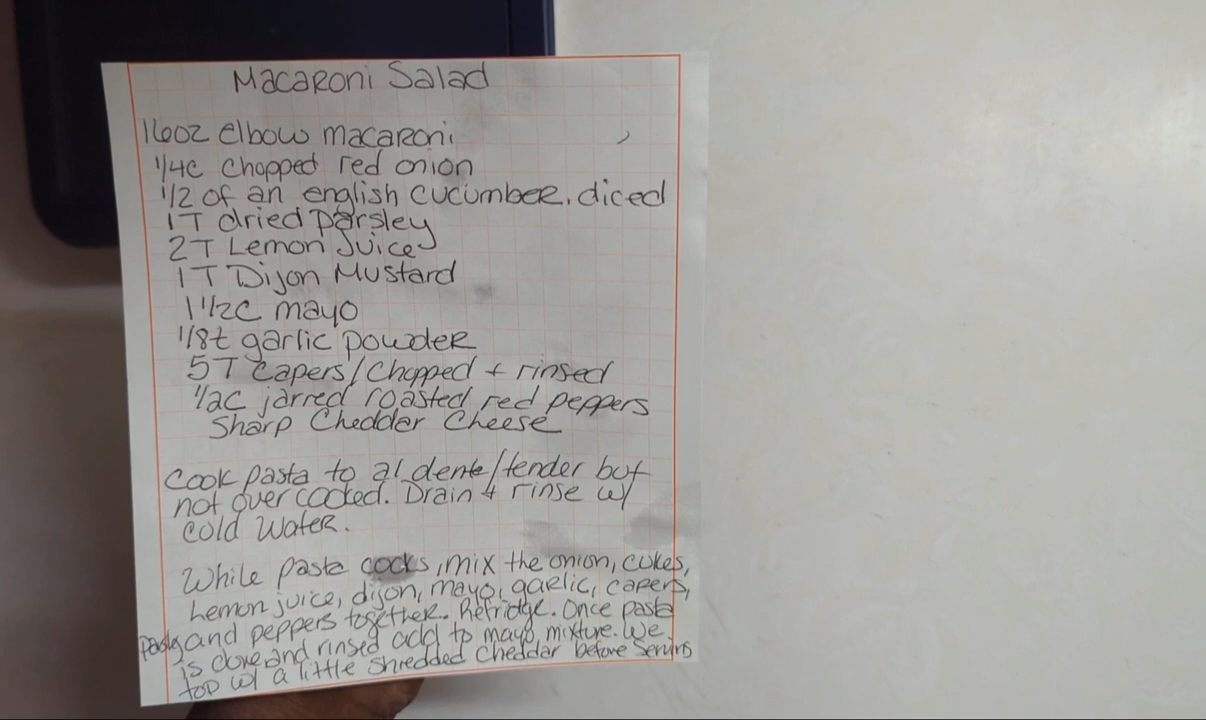 Macaroni Salad
16oz elbow macaroni
1/4c chopped red onion
1/2 of an english cucumber, diced
1T dried parsley
2T Lemon juice
1T Dijon Mustard
1 1/2c mayo
1/8t garlic powder
5T capers/chopped + rinsed
1/2c jarred roasted red peppers
Sharp Cheddar Cheese
Cook pasta to al dente/tender but
not overcooked. Drain + rinse w/
cold water.
While pasta cooks, mix the onion, cukes,
Lemon juice, dijon, mayo, garlic, capers,
parsley and peppers together. Refridge. Once pasta
is done and rinsed add to mayo mixture. We
top w/ a little shredded cheddar before serving